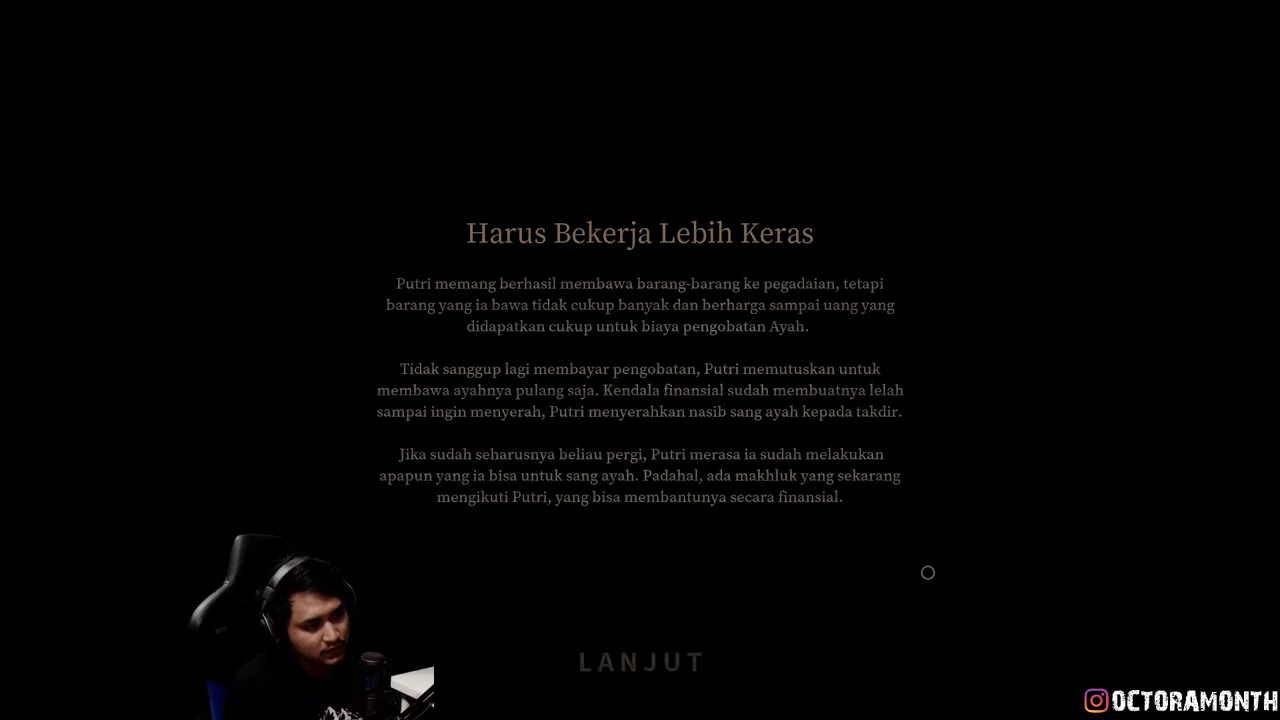 Harus Bekerja Lebih Keras
Putri memang berhasil membawa barang-barang ke pegadaian, tetapi
barang yang ia bawa tidak cukup banyak dan berharga sampai uang yang
didapatkan cukup untuk biaya pengobatan Ayah.
Tidak sanggup lagi membayar pengobatan, Putri memutuskan untuk
membawa ayahnya pulang saja. Kendala finansial sudah membuatnya lelah
sampai ingin menyerah, Putri menyerahkan nasib sang ayah kepada takdir.
Jika sudah seharusnya beliau pergi, Putri merasa ia sudah melakukan
apapun yang ia bisa untuk sang ayah. Padahal, ada makhluk yang sekarang
mengikuti Putri, yang bisa membantunya secara finansial.
LANJUT
OCTORAMONTH